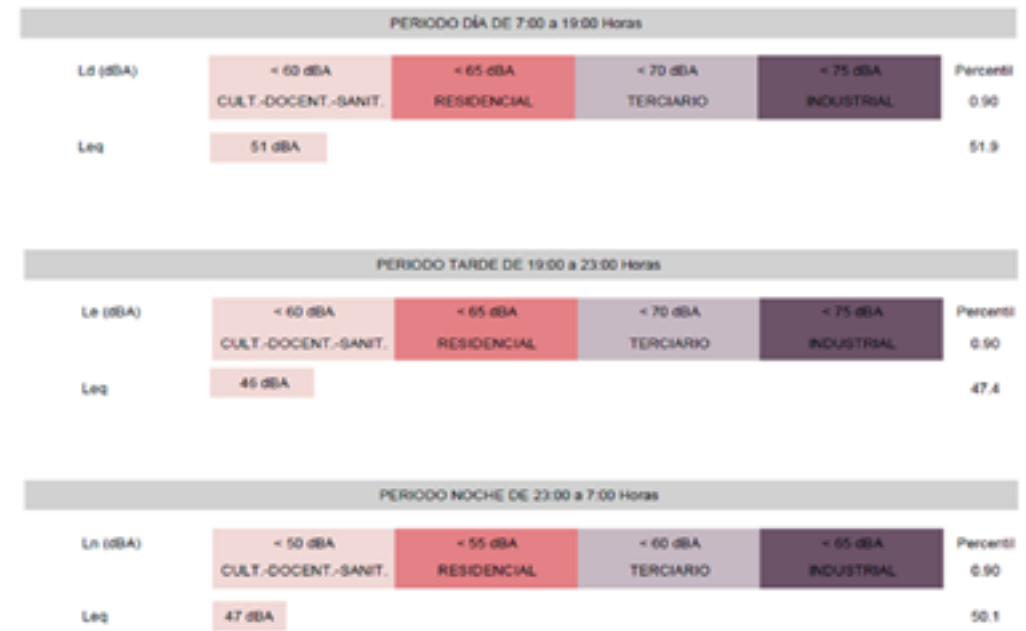 PERIODO DÍA DE 7:00 a 19:00 Horas
Ld (dBA) < 60 dBA < 65 dBA < 70 dBA < 75 dBA Percentil
CULT.-DOCENT.-SANIT. RESIDENCIAL TERCIARIO INDUSTRIAL 0.90
Leq 51 dBA 51.9
PERIODO TARDE DE 19:00 a 23:00 Horas
Le (dBA) < 60 dBA < 65 dBA < 70 dBA < 75 dBA Percentil
CULT.-DOCENT.-SANIT. RESIDENCIAL TERCIARIO INDUSTRIAL 0.90
Leq 46 dBA 47.4
PERIODO NOCHE DE 23:00 a 7:00 Horas
Ln (dBA) < 50 dBA < 55 dBA < 60 dBA < 65 dBA Percentil
CULT.-DOCENT.-SANIT. RESIDENCIAL TERCIARIO INDUSTRIAL 0.90
Leq 47 dBA 50.1